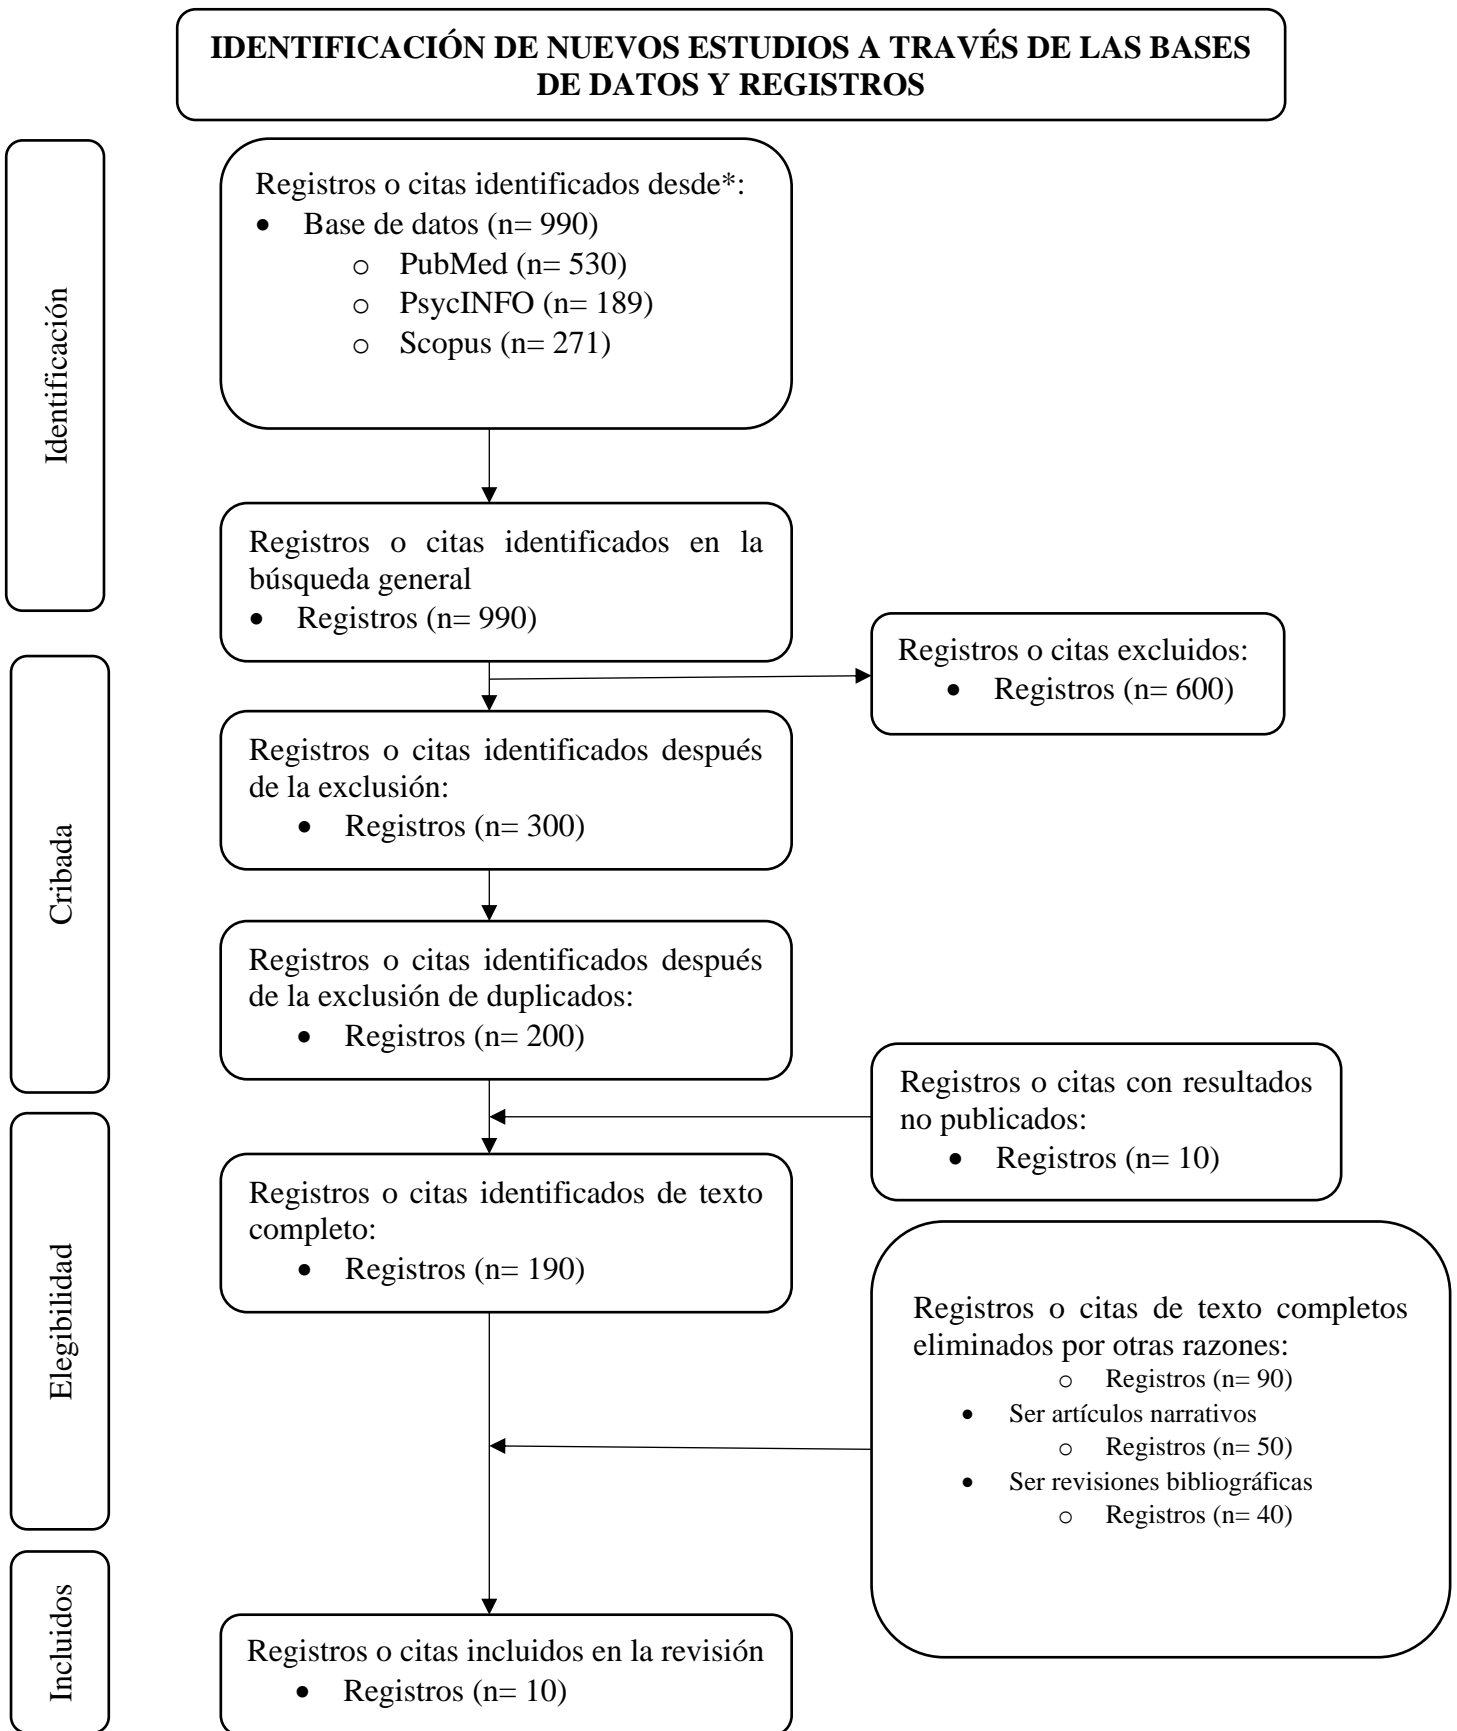 IDENTIFICACIÓN DE NUEVOS ESTUDIOS A TRAVÉS DE LAS BASES
DE DATOS Y REGISTROS
Identificación
Registros o citas identificados desde*:
• Base de datos (n= 990)
o PubMed (n= 530)
o PsycINFO (n= 189)
o Scopus (n= 271)
Registros o citas identificados en la
búsqueda general
• Registros (n= 990)
Registros o citas excluidos:
• Registros (n= 600)
Cribada
Registros o citas identificados después
de la exclusión:
• Registros (n= 300)
Registros o citas identificados después
de la exclusión de duplicados:
• Registros (n= 200)
Registros o citas con resultados
no publicados:
• Registros (n= 10)
Elegibilidad
Registros o citas identificados de texto
completo:
• Registros (n= 190)
Registros o citas de texto completos
eliminados por otras razones:
o Registros (n= 90)
• Ser artículos narrativos
o Registros (n= 50)
• Ser revisiones bibliográficas
o Registros (n= 40)
Incluidos
Registros o citas incluidos en la revisión
• Registros (n= 10)